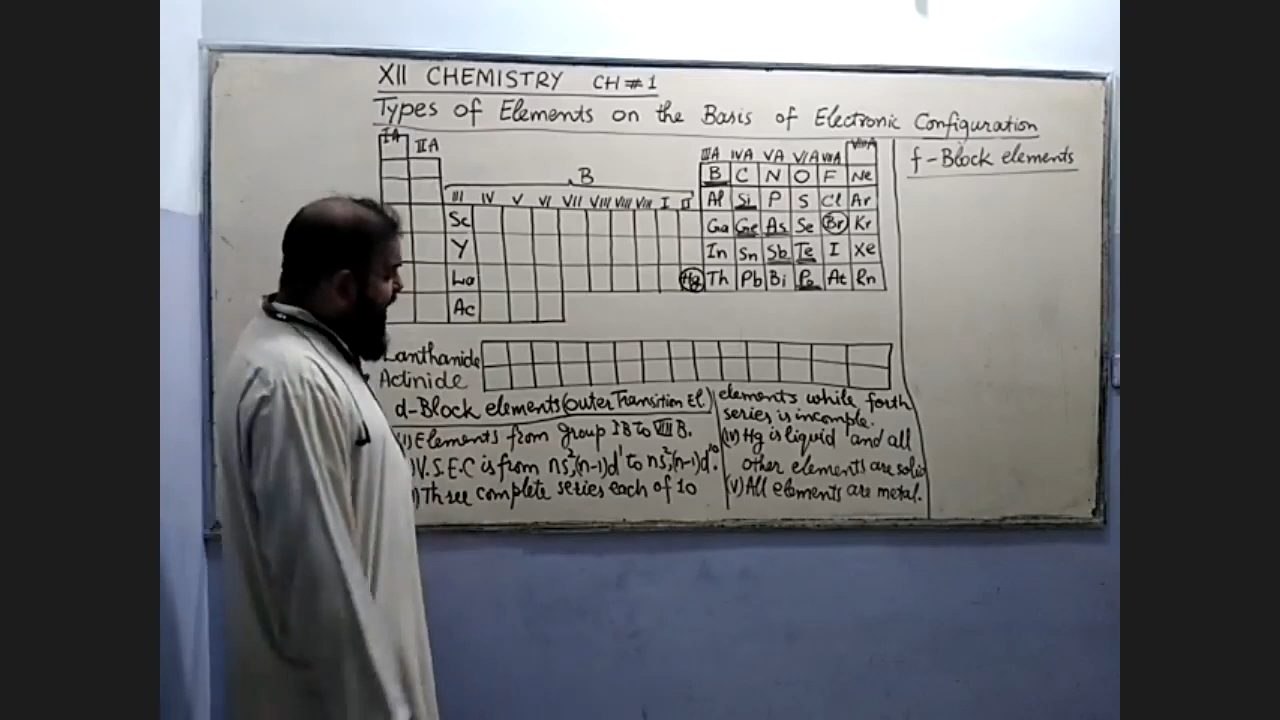 XII CHEMISTRY CH # 1
Types of Elements on the Basis of Electronic Configuration
IA
IIA
B
III IV V VI VII VIII VIII VIII I II
IIIA IVA VA VIA VIIA VIIIA
B C N O F Ne
Al Si P S Cl Ar
Sc Ga Ge As Se Br Kr
Y In Sn Sb Te I Xe
La Hg Th Pb Bi Po At Rn
Ac
Lanthanide
Actinide
d-Block elements (outer Transition El)
(i) Elements from group IB to VIII B.
) V.S.E.C is from ns², (n-1)d¹ to ns², (n-1)d¹⁰.
) Three complete series each of 10
elements while forth
series is incomple.
(iv) Hg is liquid and all
other elements are solid
(v) All elements are metal.
f-Block elements